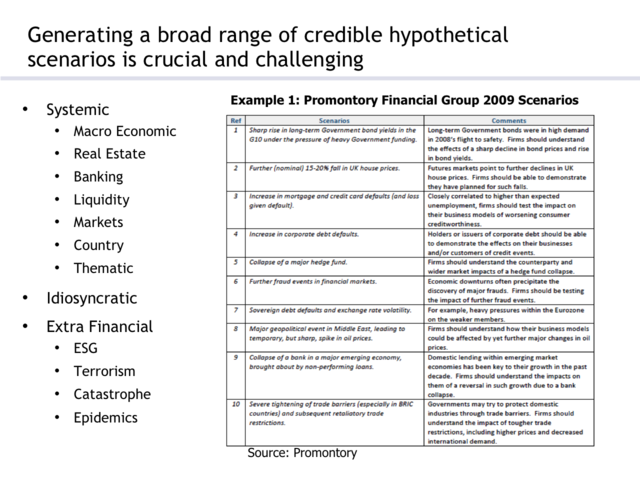 Generating a broad range of credible hypothetical
scenarios is crucial and challenging
• Systemic
• Macro Economic
• Real Estate
• Banking
• Liquidity
• Markets
• Country
• Thematic
• Idiosyncratic
• Extra Financial
• ESG
• Terrorism
• Catastrophe
• Epidemics
Example 1: Promontory Financial Group 2009 Scenarios
Ref Scenarios Comments
1 Sharp rise in long-term Government bond yields in the
G10 under the pressure of heavy Government funding.
Long-term Government bonds were in high demand
in 2008's flight to safety. Firms should understand
the effects of a sharp decline in bond prices and rise
in bond yields.
2 Further (nominal) 15-20% fall in UK house prices.
Futures markets point to further declines in UK
house prices. Firms should be able to demonstrate
they have planned for such falls.
3 Increase in mortgage and credit card defaults (and loss
given default).
Closely correlated to higher than expected
unemployment, firms should test the impact on
their business models of worsening consumer
creditworthiness.
4 Increase in corporate debt defaults.
Holders or issuers of corporate debt should be able
to demonstrate the effects on their businesses
and/or customers of credit events.
5 Collapse of a major hedge fund.
Firms should understand the counterparty and
wider market impacts of a hedge fund collapse.
6 Further fraud events in financial markets.
Economic downturns often precipitate the
discovery of major frauds. Firms should be testing
the impact of further fraud events.
7 Sovereign debt defaults and exchange rate volatility.
For example, heavy pressures within the Eurozone
on the weaker members.
8 Major geopolitical event in Middle East, leading to
temporary, but sharp, spike in oil prices.
Firms should understand how their business models
could be affected by yet further major changes in oil
prices.
9 Collapse of a bank in a major emerging economy,
brought about by non-performing loans.
Domestic lending within emerging market
economies has been key to their growth in the past
decade. Firms should understand the impacts on
them of a reversal in such growth due to a bank
collapse.
10 Severe tightening of trade barriers (especially in BRIC
countries) and subsequent retaliatory trade
restrictions.
Governments may try to protect domestic
industries through trade barriers. Firms should
understand the impact of tougher trade
restrictions, including higher prices and decreased
international demand.
Source: Promontory